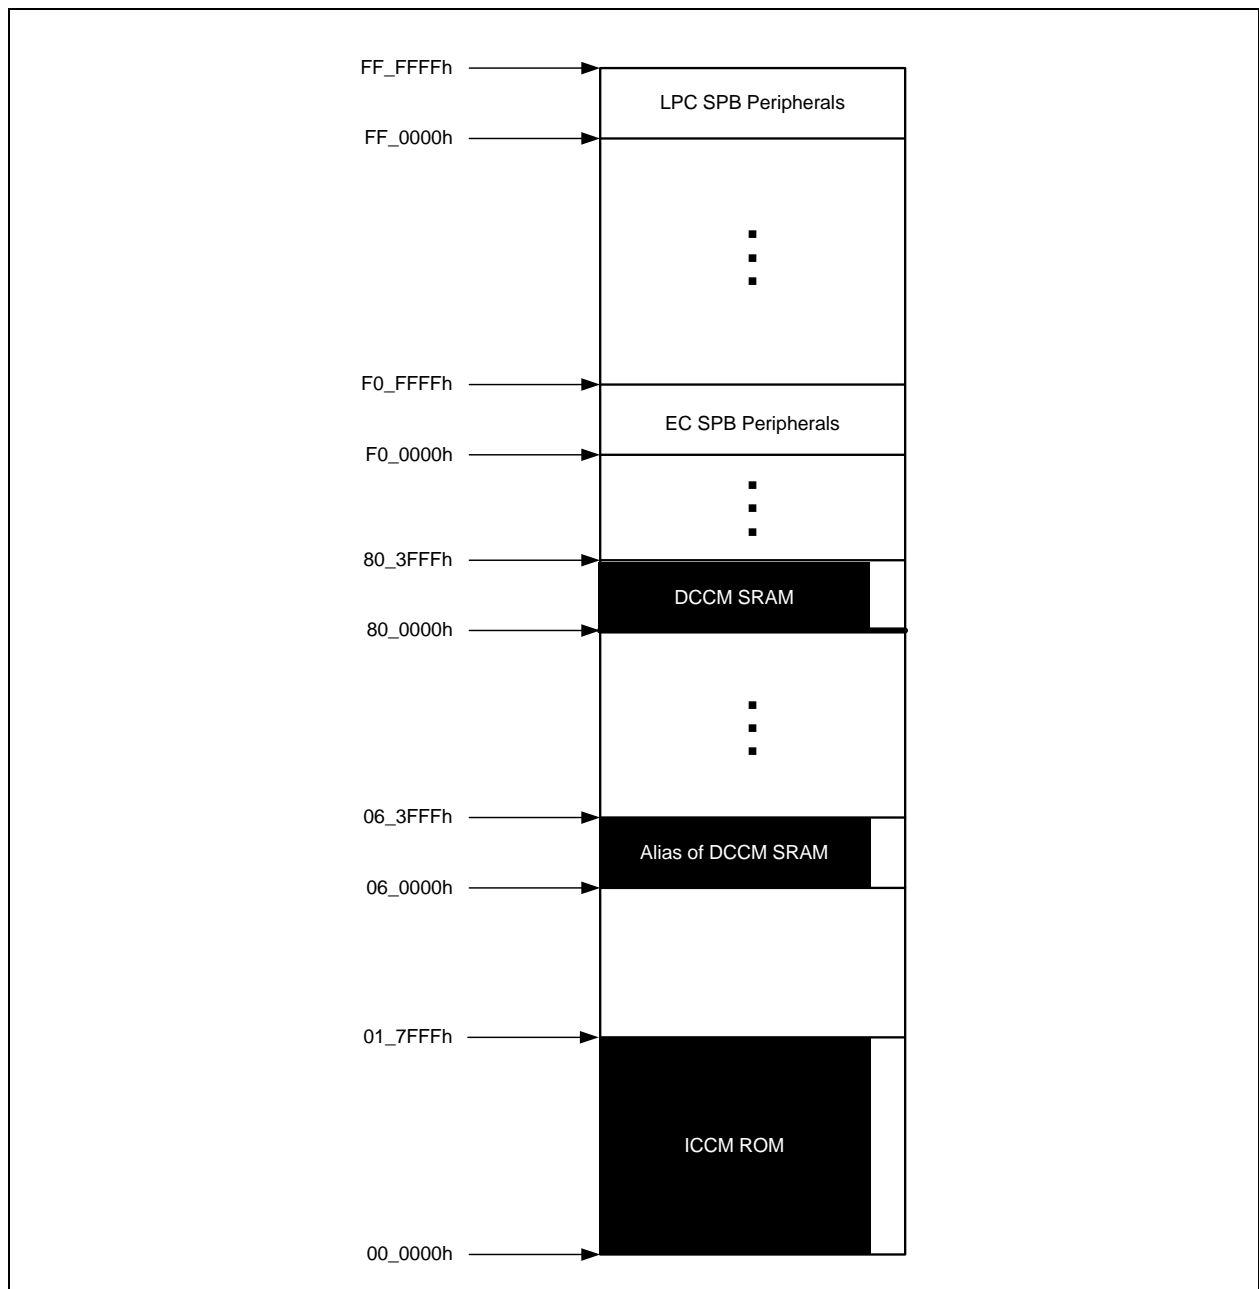 FF_FFFFh
LPC SPB Peripherals
FF_0000h
F0_FFFFh
EC SPB Peripherals
F0_0000h
80_3FFFh
DCCM SRAM
80_0000h
06_3FFFh
Alias of DCCM SRAM
06_0000h
01_7FFFh
ICCM ROM
00_0000h